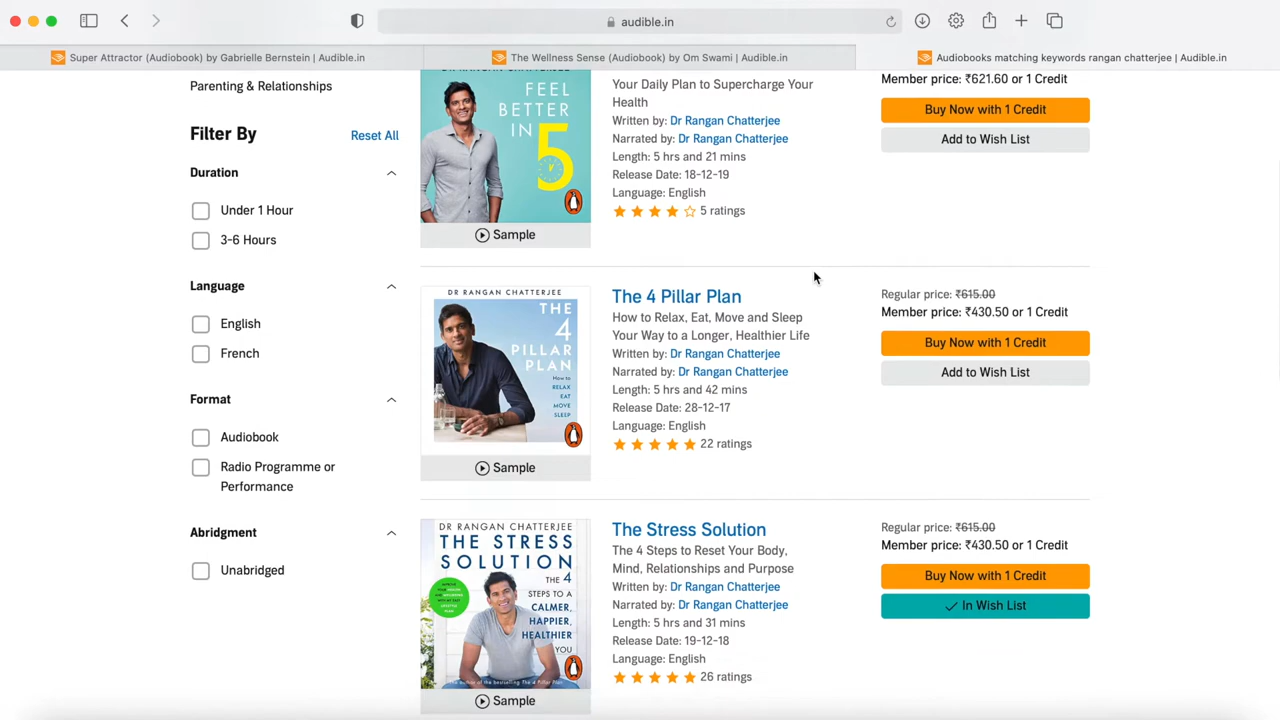 audible.in
Super Attractor (Audiobook) by Gabrielle Bernstein | Audible.in
The Wellness Sense (Audiobook) by Om Swami | Audible.in
Audiobooks matching keywords rangan chatterjee | Audible.in
Parenting & Relationships
Filter By
Reset All
Duration
Under 1 Hour
3-6 Hours
Language
English
French
Format
Audiobook
Radio Programme or
Performance
Abridgment
Unabridged
DR RANGAN CHATTERJEE
FEEL
BETTER
IN
5
Sample
Your Daily Plan to Supercharge Your
Health
Written by: Dr Rangan Chatterjee
Narrated by: Dr Rangan Chatterjee
Length: 5 hrs and 21 mins
Release Date: 18-12-19
Language: English
5 ratings
Member price: ₹621.60 or 1 Credit
Buy Now with 1 Credit
Add to Wish List
DR RANGAN CHATTERJEE
THE
4
PILLAR
PLAN
How to
RELAX
EAT
MOVE
SLEEP
Sample
The 4 Pillar Plan
How to Relax, Eat, Move and Sleep
Your Way to a Longer, Healthier Life
Written by: Dr Rangan Chatterjee
Narrated by: Dr Rangan Chatterjee
Length: 5 hrs and 42 mins
Release Date: 28-12-17
Language: English
22 ratings
Regular price: ₹615.00
Member price: ₹430.50 or 1 Credit
Buy Now with 1 Credit
Add to Wish List
DR RANGAN CHATTERJEE
THE STRESS
SOLUTION
THE 4
STEPS TO A
CALMER,
HAPPIER,
HEALTHIER
YOU
Sample
The Stress Solution
The 4 Steps to Reset Your Body,
Mind, Relationships and Purpose
Written by: Dr Rangan Chatterjee
Narrated by: Dr Rangan Chatterjee
Length: 5 hrs and 31 mins
Release Date: 19-12-18
Language: English
26 ratings
Regular price: ₹615.00
Member price: ₹430.50 or 1 Credit
Buy Now with 1 Credit
In Wish List